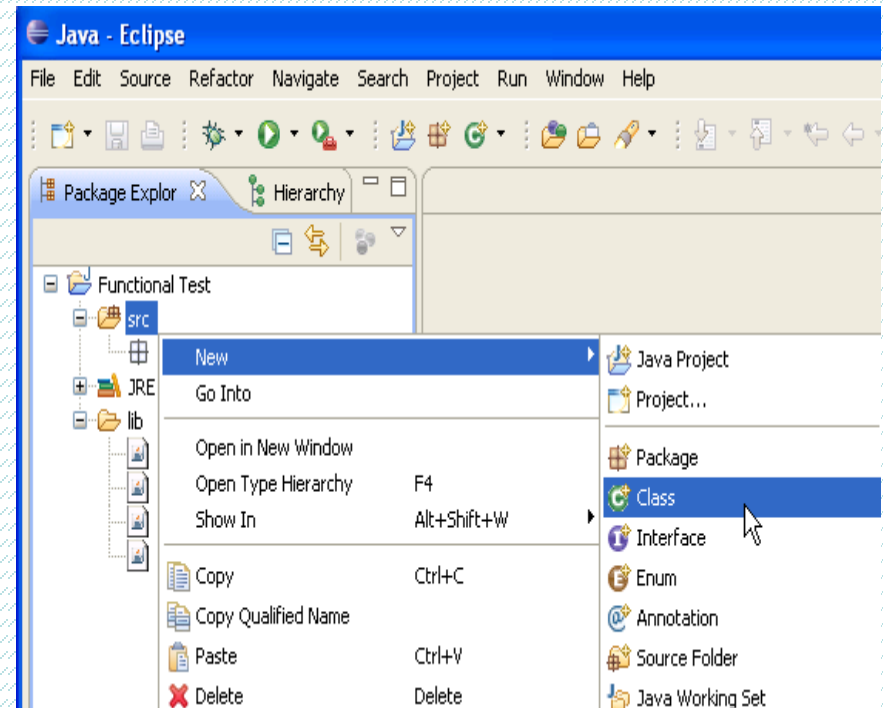 Java - Eclipse
File Edit Source Refactor Navigate Search Project Run Window Help
Package Explor Hierarchy
Functional Test
src
JRE
lib
New
Go Into
Open in New Window
Open Type Hierarchy F4
Show In Alt+Shift+W
Copy Ctrl+C
Copy Qualified Name
Paste Ctrl+V
Delete Delete
Java Project
Project...
Package
Class
Interface
Enum
Annotation
Source Folder
Java Working Set